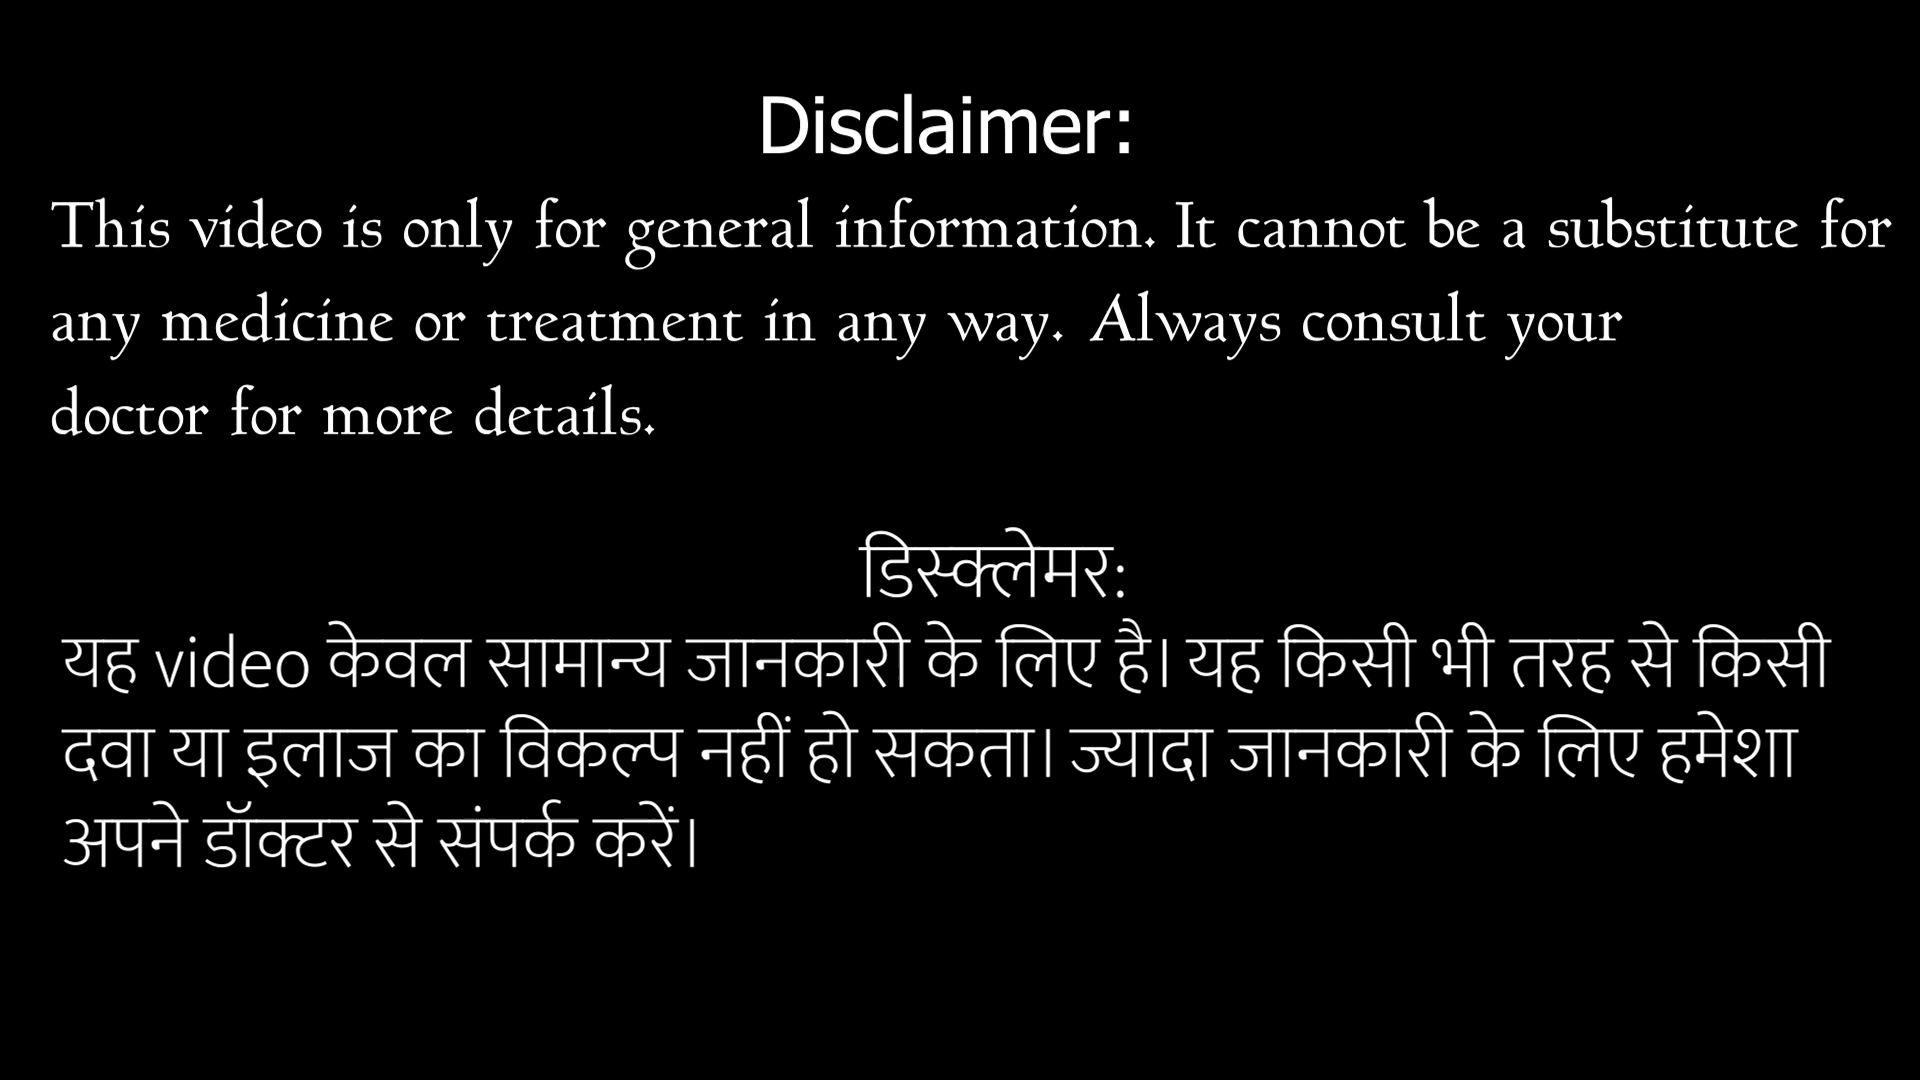 Disclaimer:
This video is only for general information. It cannot be a substitute for
any medicine or treatment in any way. Always consult your
doctor for more details.
डिस्क्लेमर:
यह video केवल सामान्य जानकारी के लिए है। यह किसी भी तरह से किसी
दवा या इलाज का विकल्प नहीं हो सकता। ज्यादा जानकारी के लिए हमेशा
अपने डॉक्टर से संपर्क करें।